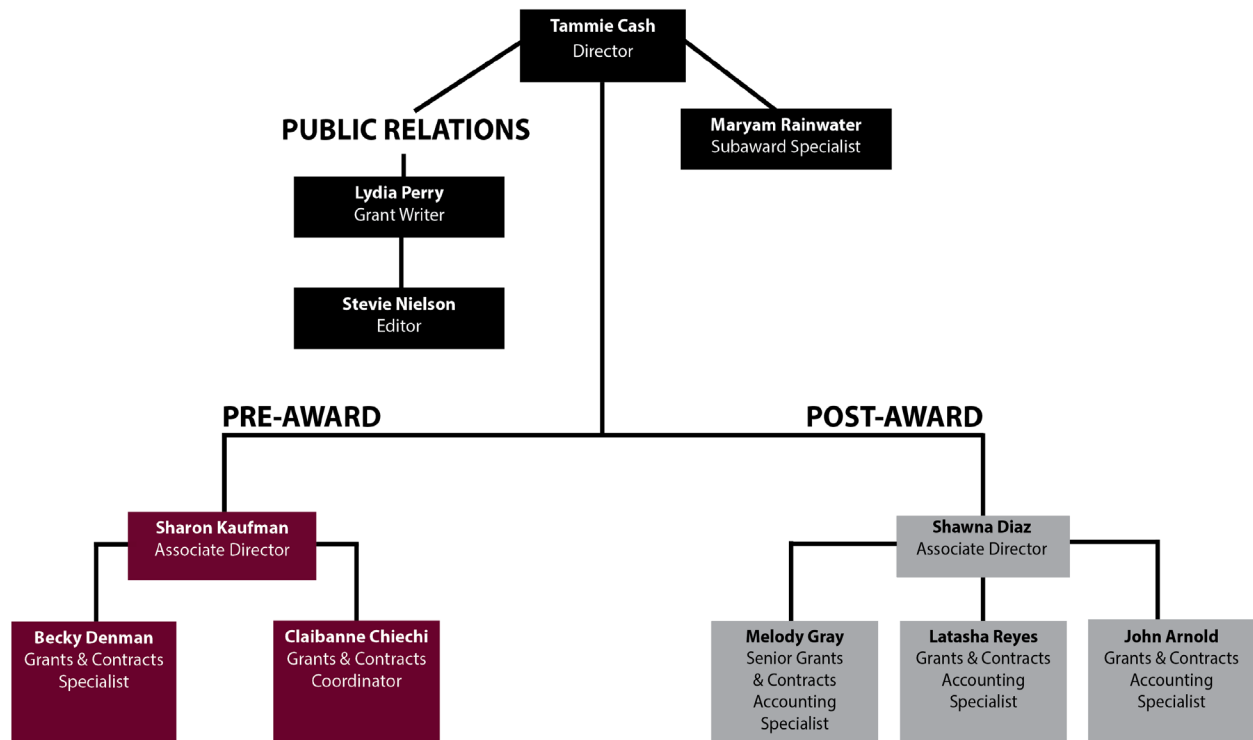 Tammie Cash
Director
PUBLIC RELATIONS
Maryam Rainwater
Subaward Specialist
Lydia Perry
Grant Writer
Stevie Nielson
Editor
PRE-AWARD
POST-AWARD
Sharon Kaufman
Associate Director
Shawna Diaz
Associate Director
Becky Denman
Grants & Contracts
Specialist
Claibanne Chiechi
Grants & Contracts
Coordinator
Melody Gray
Senior Grants
& Contracts
Accounting
Specialist
Latasha Reyes
Grants & Contracts
Accounting
Specialist
John Arnold
Grants & Contracts
Accounting
Specialist